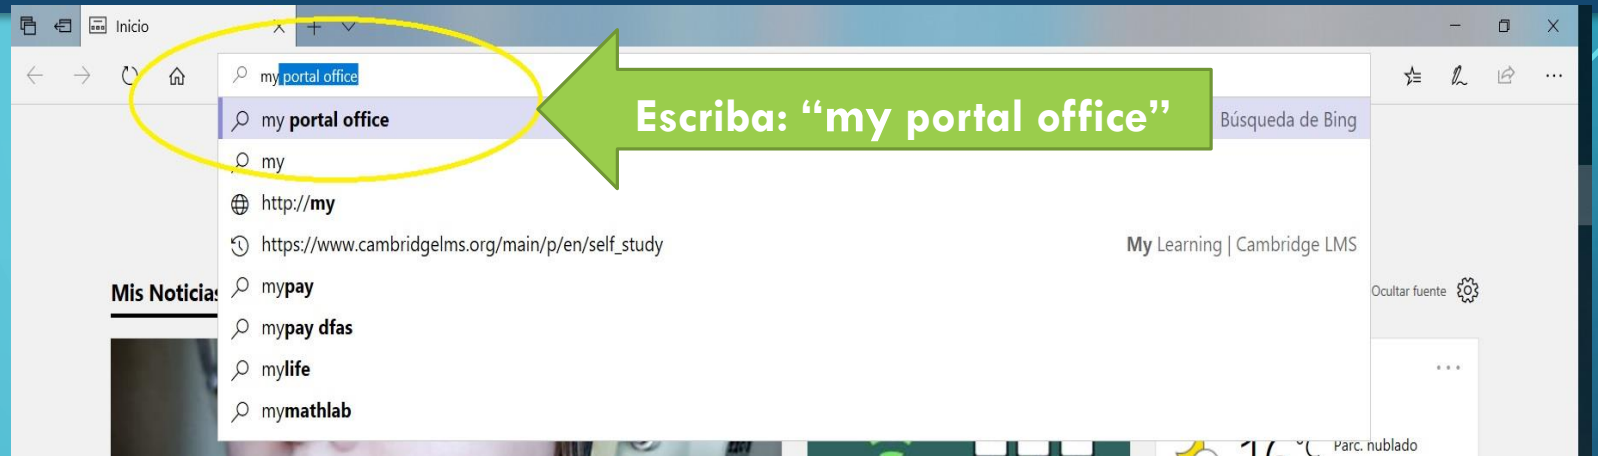 Inicio
my portal office
my portal office
Búsqueda de Bing
Escriba: “my portal office”
my
http://my
https://www.cambridgelms.org/main/p/en/self_study
My Learning | Cambridge LMS
Mis Noticias
mypay
Ocultar fuente
mypay dfas
mylife
mymathlab
Parc. nublado